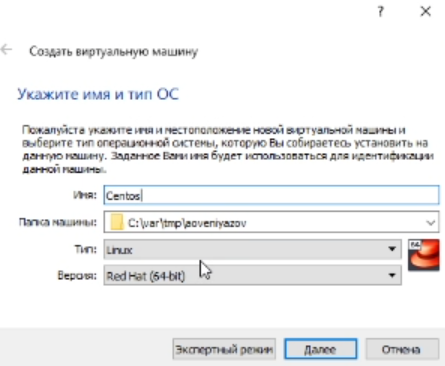 Создать виртуальную машину
Укажите имя и тип ОС
Пожалуйста укажите имя и местоположение новой виртуальной машины и
выберите тип операционной системы, которую Вы собираетесь установить на
данную машину. Заданное Вами имя будет использоваться для идентификации
данной машины.
Имя: Centos
Папка машины: C:\var\tmp\aoveniyazov
Тип: Linux
64
Версия: Red Hat (64-bit)
Экспертный режим Далее Отмена